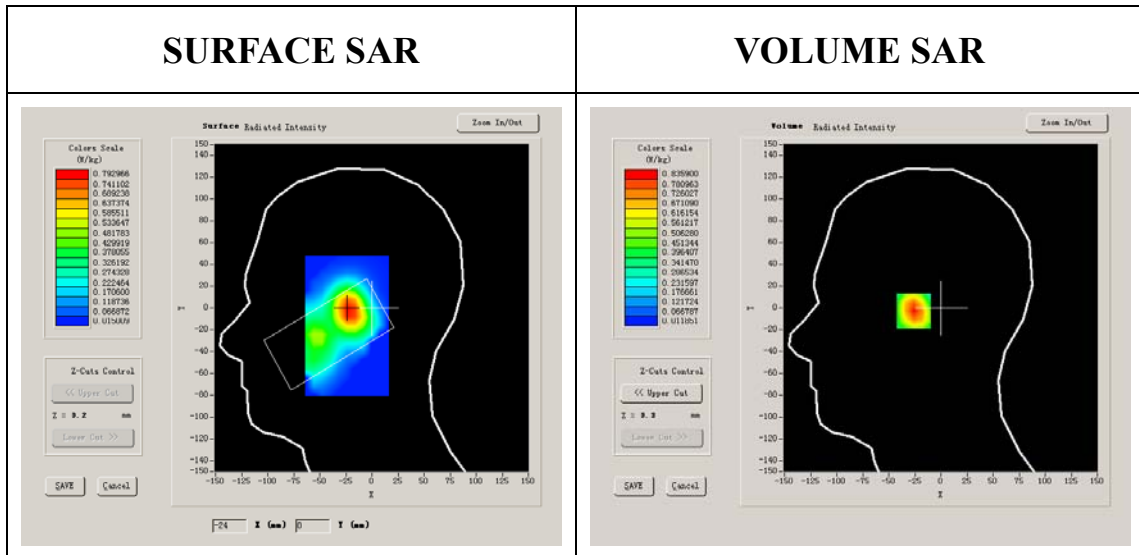 SURFACE SAR
VOLUME SAR
Surface Radiated Intensity
Zoom In/Out
Colors Scale
(W/kg)
0.792966
0.741102
0.689238
0.637374
0.585511
0.533647
0.481783
0.429919
0.378055
0.326192
0.274328
0.222464
0.170600
0.118736
0.066872
0.015009
150
140
120
100
80
60
40
20
0
-20
-40
-60
-80
-100
-120
-140
-150
Y
-150 -125 -100 -75 -50 -25 0 25 50 75 100 125 150
X
Z-Cuts Control
<< Upper Cut
Z = 3.2 mm
Lower Cut >>
SAVE
Cancel
-24 X (mm) 0 Y (mm)
Volume Radiated Intensity
Zoom In/Out
Colors Scale
(W/kg)
0.835900
0.780963
0.726027
0.671090
0.616154
0.561217
0.506280
0.451344
0.396407
0.341470
0.286534
0.231597
0.176661
0.121724
0.066787
0.011851
150
140
120
100
80
60
40
20
0
-20
-40
-60
-80
-100
-120
-140
-150
Y
-150 -125 -100 -75 -50 -25 0 25 50 75 100 125 150
X
Z-Cuts Control
<< Upper Cut
Z = 3.3 mm
Lower Cut >>
SAVE
Cancel